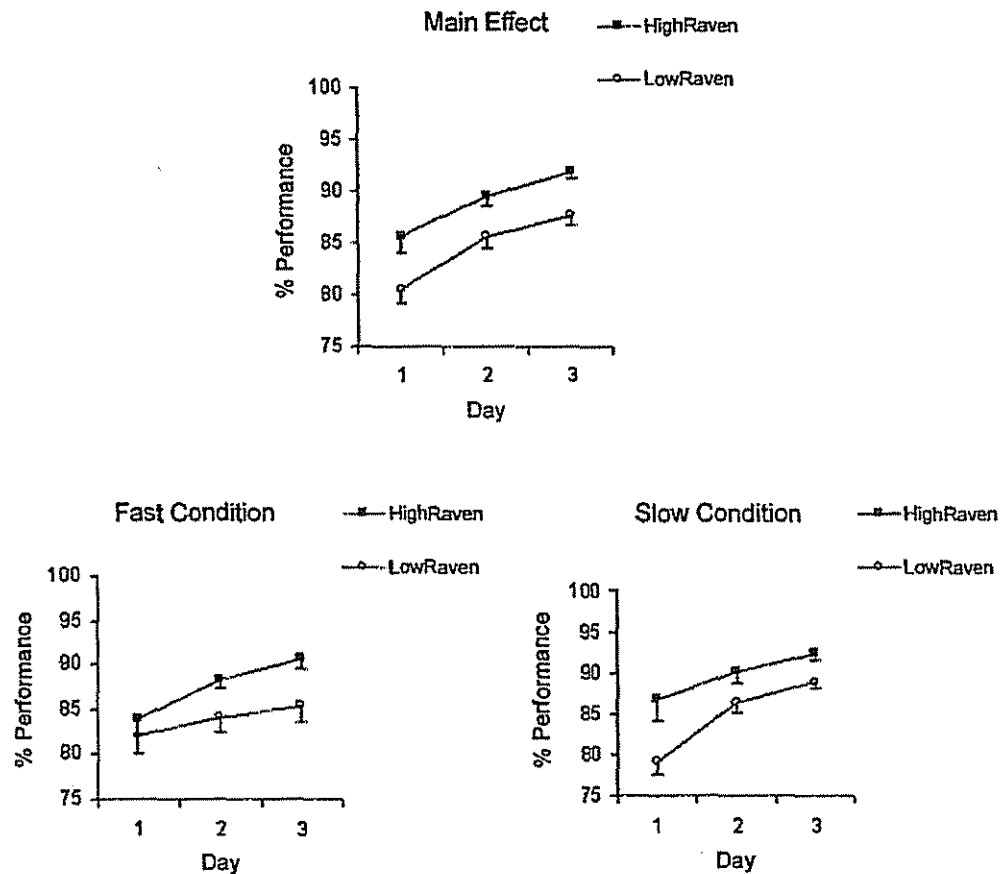 Main Effect
HighRaven
LowRaven
100
95
90
85
80
75
% Performance
1 2 3
Day
Fast Condition
HighRaven
LowRaven
100
95
90
85
80
75
% Performance
1 2 3
Day
Slow Condition
HighRaven
LowRaven
100
95
90
85
80
75
% Performance
1 2 3
Day